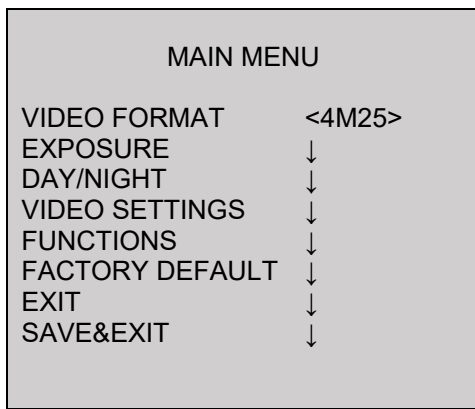 MAIN MENU
VIDEO FORMAT <4M25>
EXPOSURE ↓
DAY/NIGHT ↓
VIDEO SETTINGS ↓
FUNCTIONS ↓
FACTORY DEFAULT ↓
EXIT ↓
SAVE&EXIT ↓